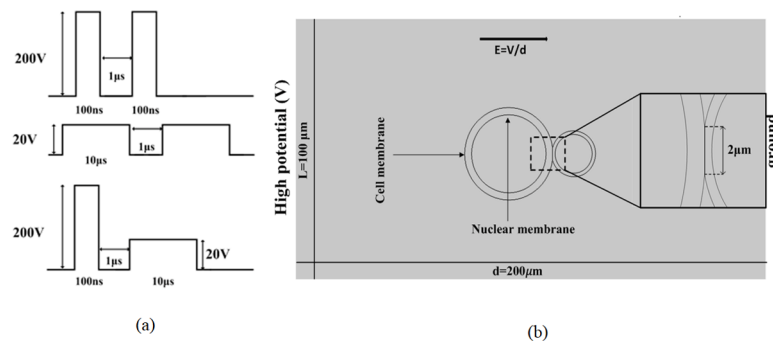 200V
1μs
100ns
100ns
20V
1μs
10μs
200V
1μs
20V
100ns
10μs
(a)
E=V/d
High potential (V)
L=100 μm
Cell membrane
Nuclear membrane
2μm
ground
d=200μm
(b)